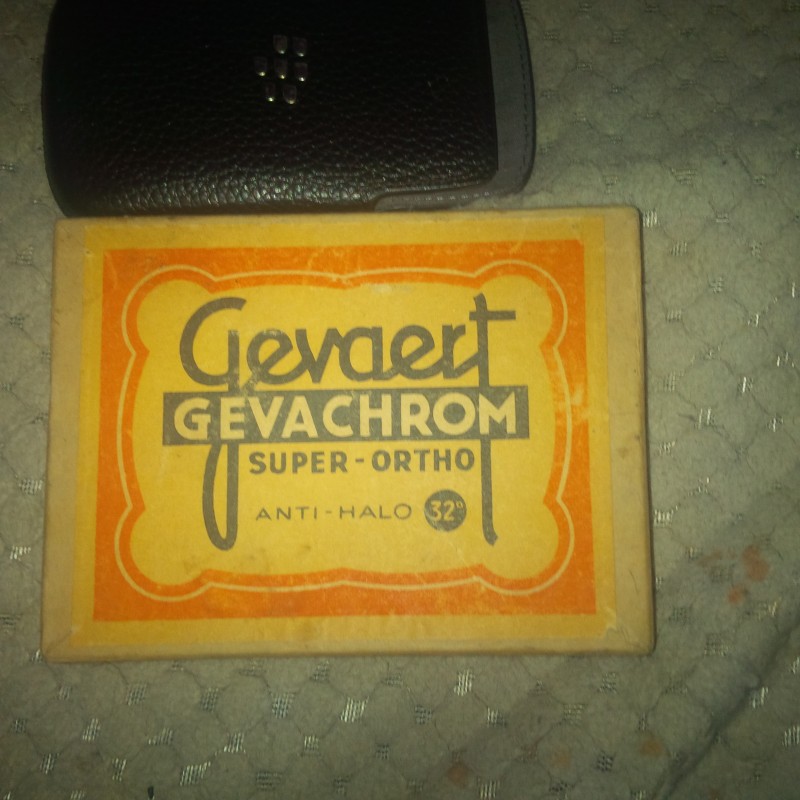 Gevaert
GEVACHROM
SUPER-ORTHO
ANTI-HALO 32°